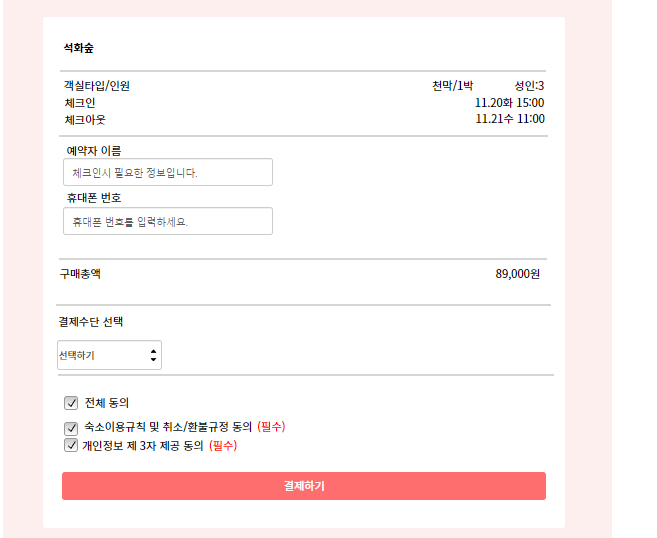 석화숲
객실타입/인원 천막/1박 성인:3
체크인 11.20화 15:00
체크아웃 11.21수 11:00
예약자 이름
체크인시 필요한 정보입니다.
휴대폰 번호
휴대폰 번호를 입력하세요.
구매총액 89,000원
결제수단 선택
선택하기
전체 동의
숙소이용규칙 및 취소/환불규정 동의 (필수)
개인정보 제 3자 제공 동의 (필수)
결제하기